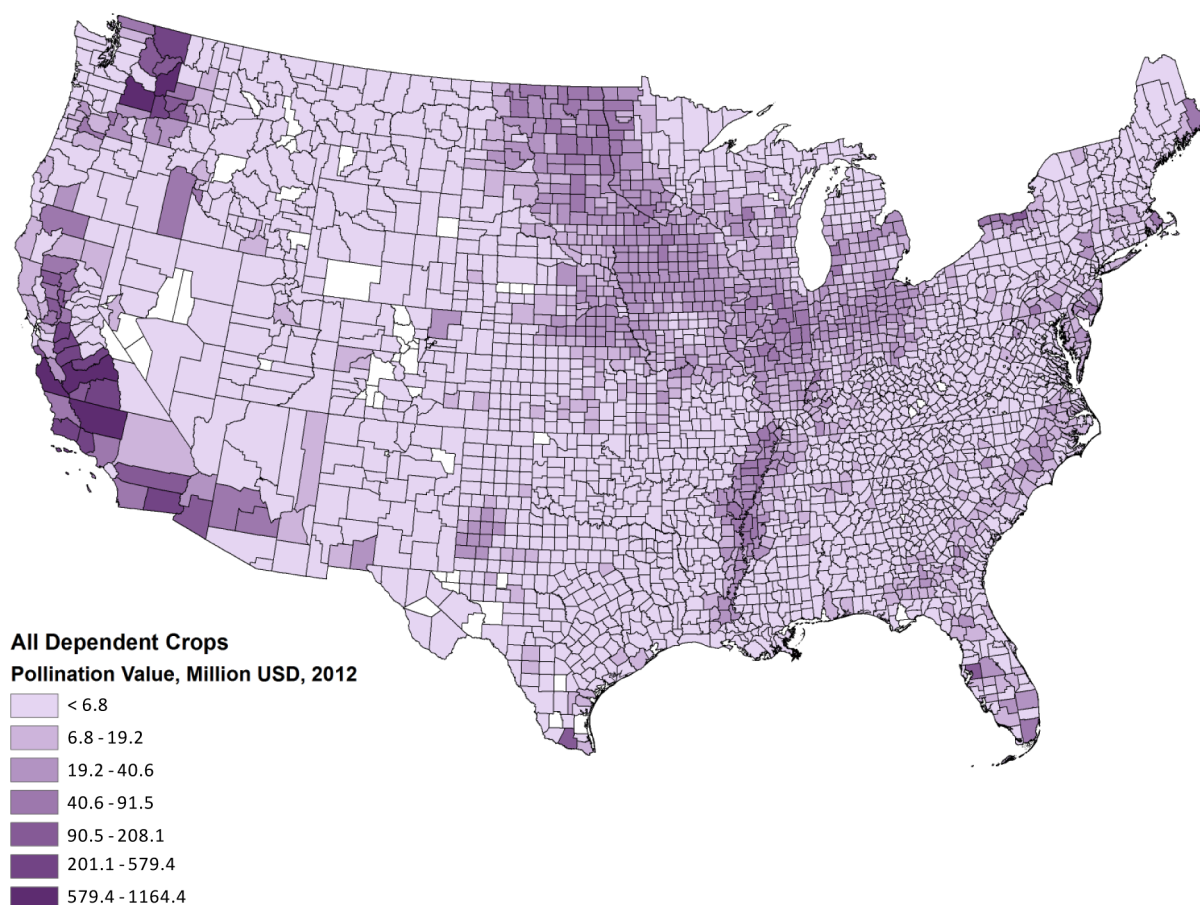 All Dependent Crops
Pollination Value, Million USD, 2012
< 6.8
6.8 - 19.2
19.2 - 40.6
40.6 - 91.5
90.5 - 208.1
201.1 - 579.4
579.4 - 1164.4